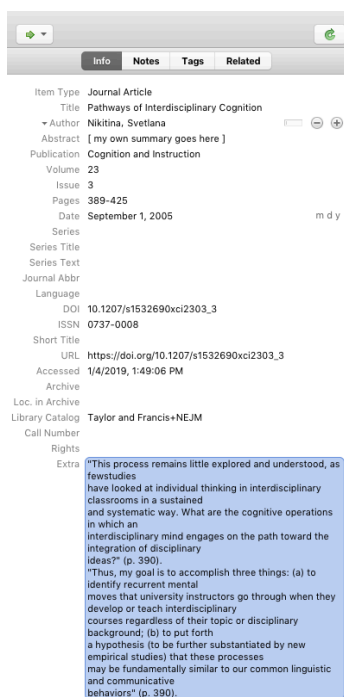 Info Notes Tags Related
Item Type Journal Article
Title Pathways of Interdisciplinary Cognition
Author Nikitina, Svetlana
Abstract [ my own summary goes here ]
Publication Cognition and Instruction
Volume 23
Issue 3
Pages 389-425
Date September 1, 2005 m d y
Series
Series Title
Series Text
Journal Abbr
Language
DOI 10.1207/s1532690xci2303_3
ISSN 0737-0008
Short Title
URL https://doi.org/10.1207/s1532690xci2303_3
Accessed 1/4/2019, 1:49:06 PM
Archive
Loc. in Archive
Library Catalog Taylor and Francis+NEJM
Call Number
Rights
Extra "This process remains little explored and understood, as
fewstudies
have looked at individual thinking in interdisciplinary
classrooms in a sustained
and systematic way. What are the cognitive operations
in which an
interdisciplinary mind engages on the path toward the
integration of disciplinary
ideas?" (p. 390).
"Thus, my goal is to accomplish three things: (a) to
identify recurrent mental
moves that university instructors go through when they
develop or teach interdisciplinary
courses regardless of their topic or disciplinary
background; (b) to put forth
a hypothesis (to be further substantiated by new
empirical studies) that these processes
may be fundamentally similar to our common linguistic
and communicative
behaviors" (p. 390).